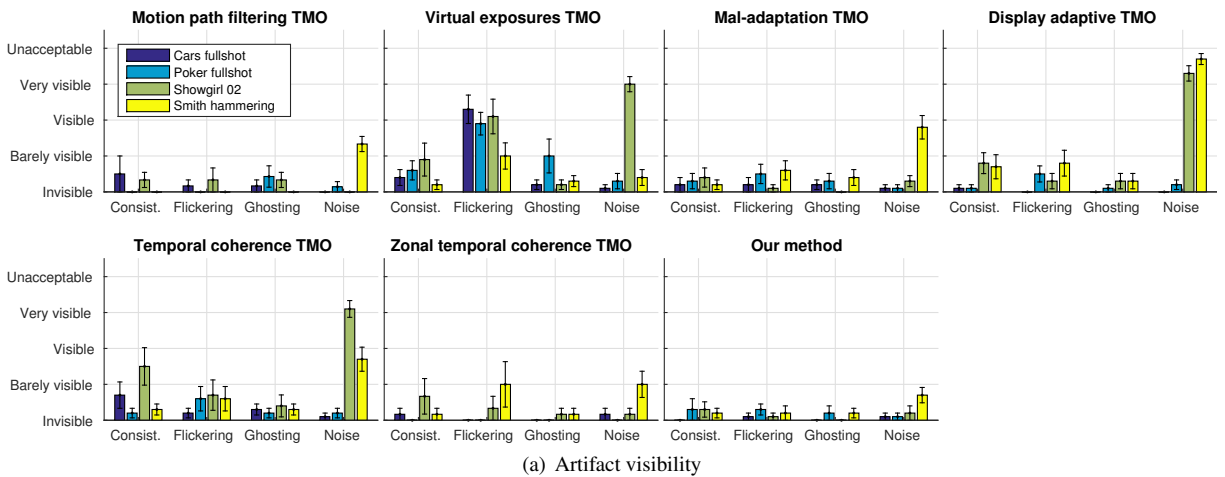 Motion path filtering TMO
Virtual exposures TMO
Mal-adaptation TMO
Display adaptive TMO
Unacceptable
Very visible
Visible
Barely visible
Invisible
Cars fullshot
Poker fullshot
Showgirl 02
Smith hammering
Consist. Flickering Ghosting Noise
Consist. Flickering Ghosting Noise
Consist. Flickering Ghosting Noise
Consist. Flickering Ghosting Noise
Temporal coherence TMO
Zonal temporal coherence TMO
Our method
Unacceptable
Very visible
Visible
Barely visible
Invisible
Consist. Flickering Ghosting Noise
Consist. Flickering Ghosting Noise
Consist. Flickering Ghosting Noise
(a) Artifact visibility